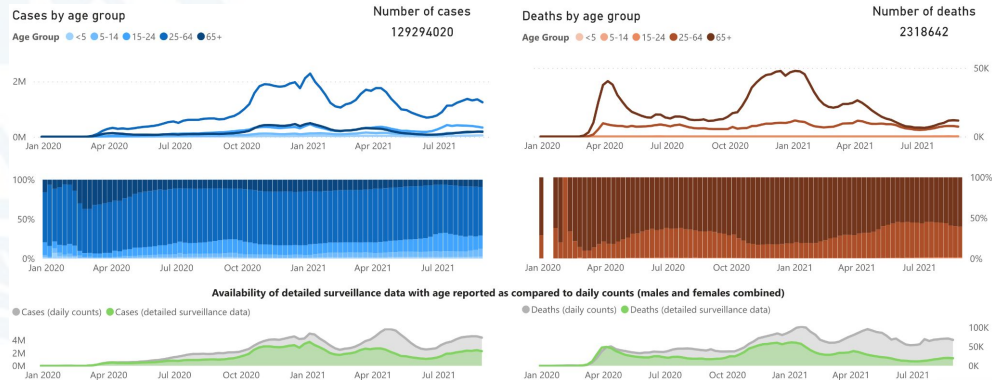 Cases by age group
Number of cases
129294020
Age Group <5 5-14 15-24 25-64 65+
2M
0M
Jan 2020 Apr 2020 Jul 2020 Oct 2020 Jan 2021 Apr 2021 Jul 2021
100%
50%
0%
Jan 2020 Apr 2020 Jul 2020 Oct 2020 Jan 2021 Apr 2021 Jul 2021
Deaths by age group
Number of deaths
2318642
Age Group <5 5-14 15-24 25-64 65+
50K
0K
Jan 2020 Apr 2020 Jul 2020 Oct 2020 Jan 2021 Apr 2021 Jul 2021
100%
50%
0%
Jan 2020 Apr 2020 Jul 2020 Oct 2020 Jan 2021 Apr 2021 Jul 2021
Availability of detailed surveillance data with age reported as compared to daily counts (males and females combined)
Cases (daily counts) Cases (detailed surveillance data)
4M
2M
0M
Jan 2020 Apr 2020 Jul 2020 Oct 2020 Jan 2021 Apr 2021 Jul 2021
Deaths (daily counts) Deaths (detailed surveillance data)
100K
50K
0K
Jan 2020 Apr 2020 Jul 2020 Oct 2020 Jan 2021 Apr 2021 Jul 2021